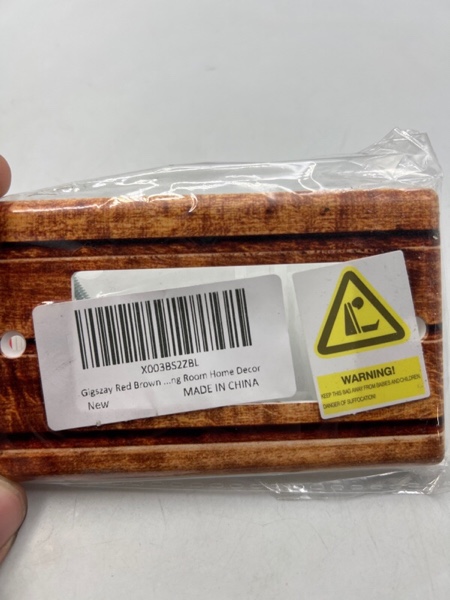 X003BS2ZBL
Gigszay Red Brown ...ng Room Home Decor
New
MADE IN CHINA
WARNING!
KEEP THIS BAG AWAY FROM BABIES AND CHILDREN,
DANGER OF SUFFOCATION!